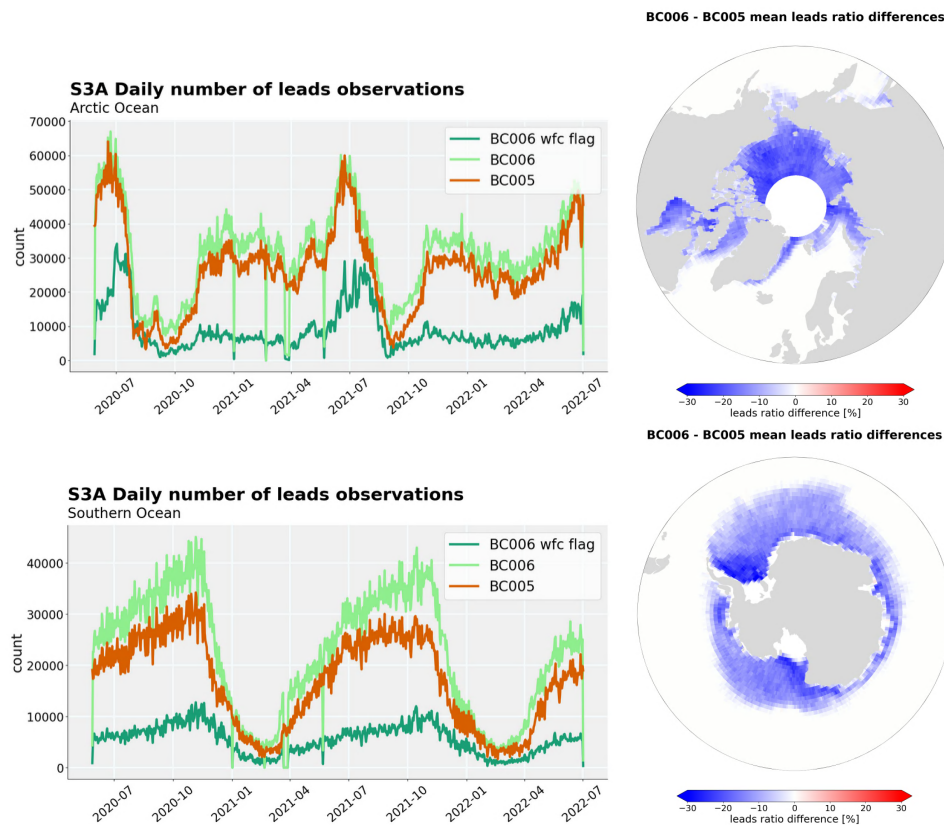 BC006 - BC005 mean leads ratio differences
S3A Daily number of leads observations
Arctic Ocean
BC006 wfc flag
BC006
BC005
count
70000
60000
50000
40000
30000
20000
10000
0
2020-07
2020-10
2021-01
2021-04
2021-07
2021-10
2022-01
2022-04
2022-07
−30
−20
−10
0
10
20
30
leads ratio difference [%]
BC006 - BC005 mean leads ratio differences
S3A Daily number of leads observations
Southern Ocean
BC006 wfc flag
BC006
BC005
count
40000
30000
20000
10000
0
2020-07
2020-10
2021-01
2021-04
2021-07
2021-10
2022-01
2022-04
2022-07
−30
−20
−10
0
10
20
30
leads ratio difference [%]